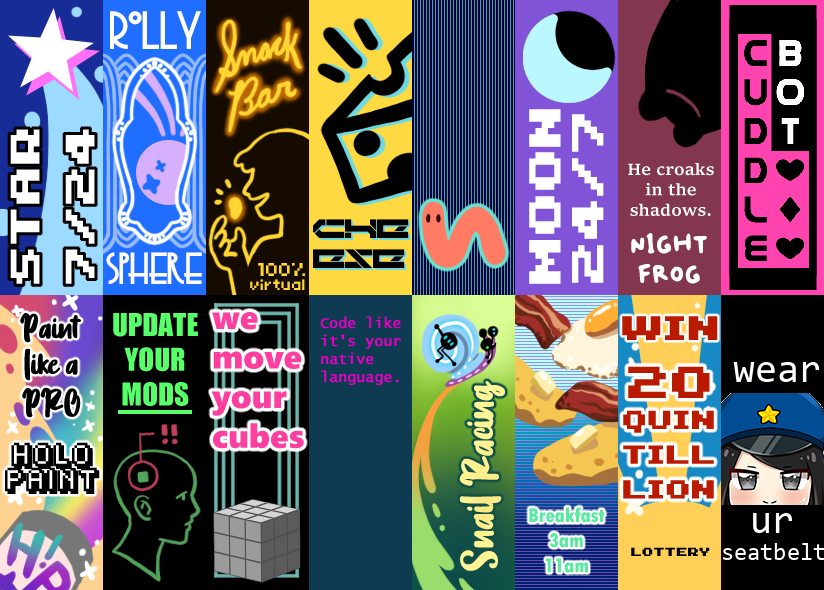 STAR
7/24
ROLLY
SPHERE
Snack
Bar
100%
virtual
CHE
EZE
MOON
24/7
He croaks
in the
shadows.
NIGHT
FROG
CUDDLE
BOT
Paint
like a
PRO
HOLO
PAINT
H!P
UPDATE
YOUR
MODS
!!
we
move
your
cubes
Code like
it's your
native
language.
Snail Racing
Breakfast
3am
11am
WIN
20
QUIN
TILL
LION
LOTTERY
wear
ur
seatbelt